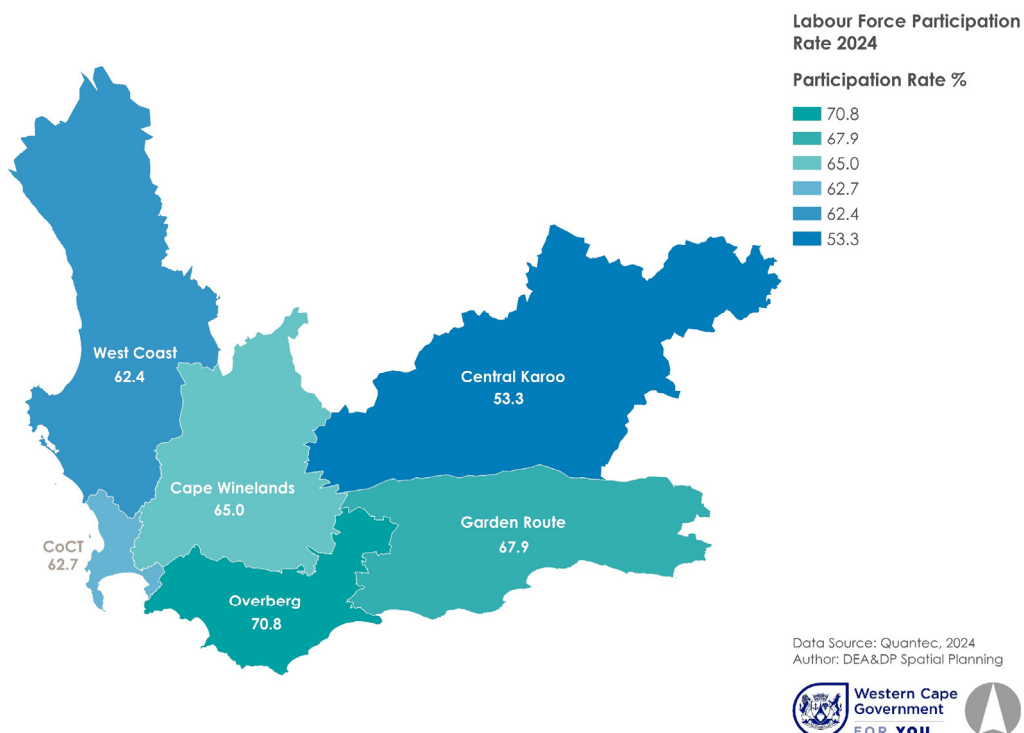 Labour Force Participation
Rate 2024
Participation Rate %
70.8
67.9
65.0
62.7
62.4
53.3
West Coast
62.4
Central Karoo
53.3
Cape Winelands
65.0
Garden Route
67.9
CoCT
62.7
Overberg
70.8
Data Source: Quantec, 2024
Author: DEA&DP Spatial Planning
Western Cape
Government
FOR YOU